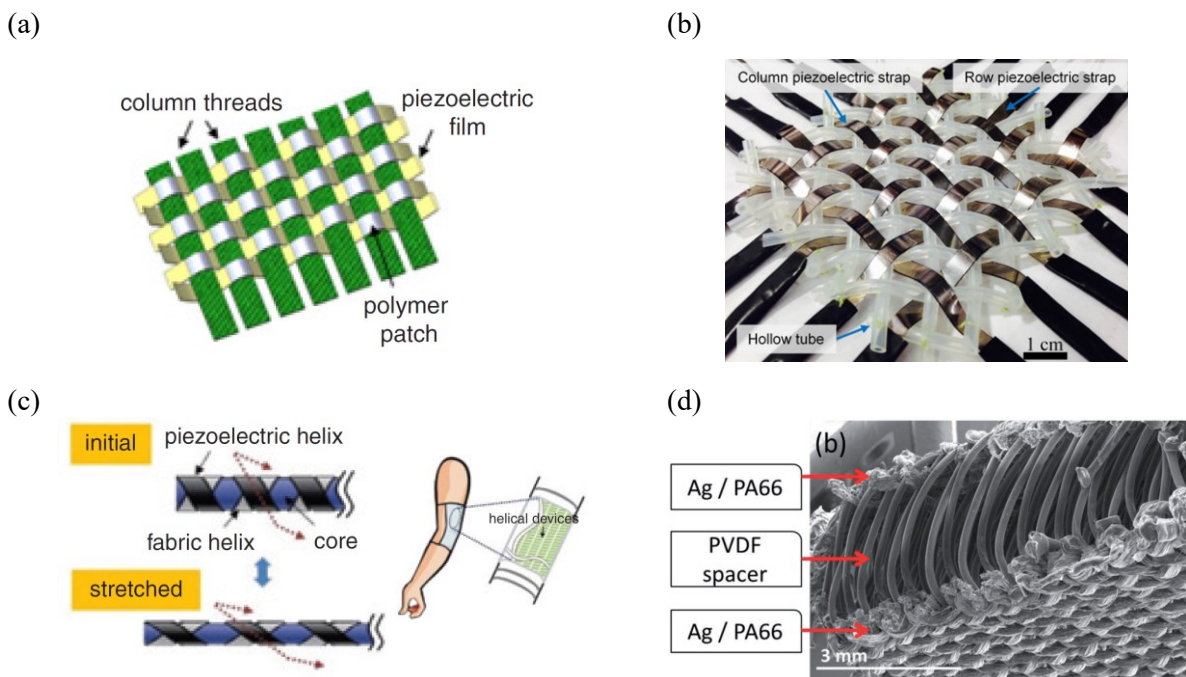 (a)
column threads
piezoelectric
film
polymer
patch
(b)
Column piezoelectric strap
Row piezoelectric strap
Hollow tube
1 cm
(c)
initial
piezoelectric helix
fabric helix
core
stretched
helical devices
(d)
(b)
Ag / PA66
PVDF
spacer
Ag / PA66
3 mm